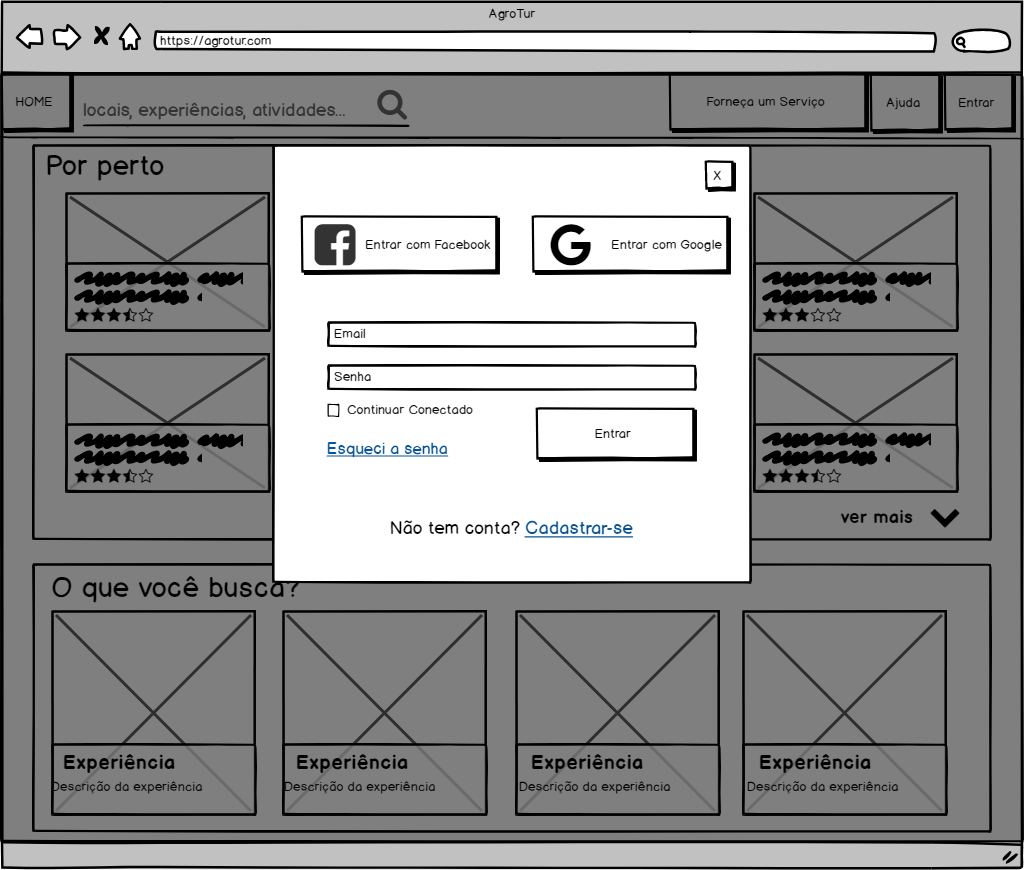 AgroTur
https://agrotur.com
HOME
locais, experiências, atividades...
Forneça um Serviço
Ajuda
Entrar
Por perto
X
Entrar com Facebook
Entrar com Google
Email
Senha
Continuar Conectado
Entrar
Esqueci a senha
Não tem conta? Cadastrar-se
ver mais
O que você busca?
Experiência
Descrição da experiência
Experiência
Descrição da experiência
Experiência
Descrição da experiência
Experiência
Descrição da experiência